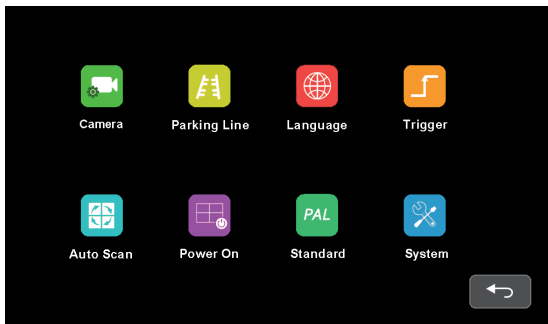 Camera
Parking Line
Language
Trigger
PAL
Auto Scan
Power On
Standard
System